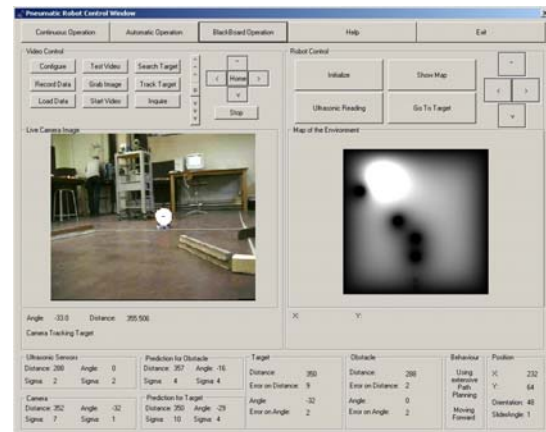 Pneumatic Robot Control Window
Continuous Operation Automatic Operation BlackBoard Operation Help Exit
Video Control
Configure Test Video Search Target
Record Data Grab Image Track Target
Load Data Start Video Inquire
Home
Stop
Robot Control
Initialize Show Map
Ultrasonic Reading Go To Target
Live Camera Image
Map of the Environment
Angle: -33.0 Distance: 355.506
X: Y:
Camera Tracking Target
Ultrasonic Sensors
Distance: 288 Angle: 0
Sigma: 2 Sigma: 2
Camera
Distance: 352 Angle: -32
Sigma: 7 Sigma: 1
Prediction for Obstacle
Distance: 357 Angle: -16
Sigma: 4 Sigma: 4
Prediction for Target
Distance: 350 Angle: -29
Sigma: 10 Sigma: 4
Target
Distance: 350
Error on Distance: 9
Angle: -32
Error on Angle: 2
Obstacle
Distance: 288
Error on Distance: 2
Angle: 0
Error on Angle: 2
Behaviour
Using
extensive
Path
Planning
Moving
Forward
Position
X: 232
Y: 64
Orientation: 48
SlideAngle: 1